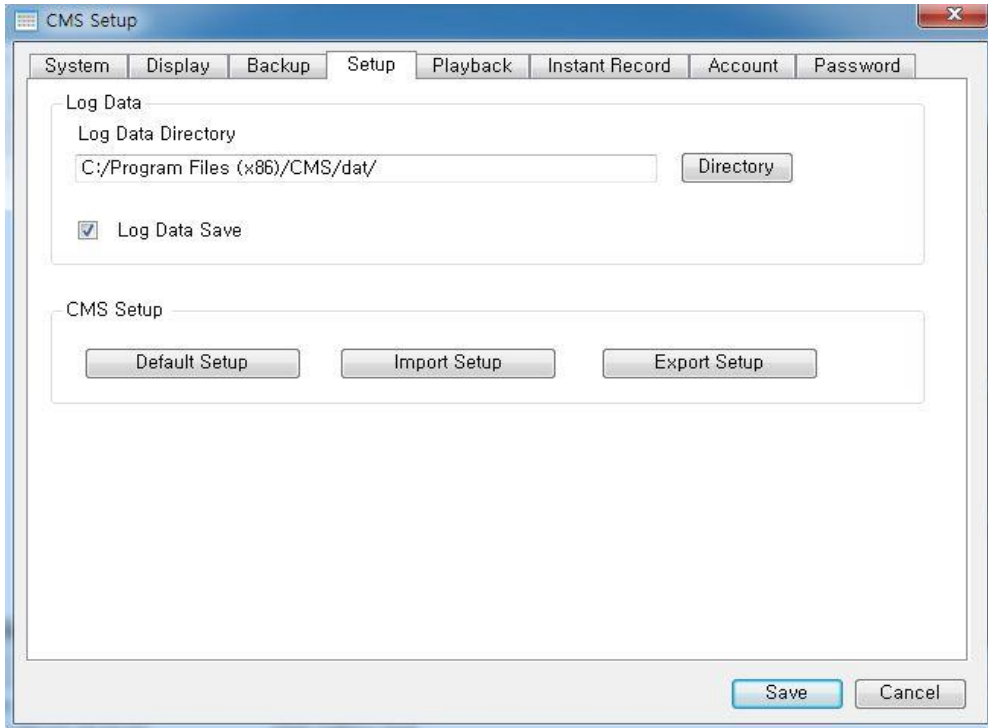 CMS Setup
System Display Backup Setup Playback Instant Record Account Password
Log Data
Log Data Directory
C:/Program Files (x86)/CMS/dat/ Directory
Log Data Save
CMS Setup
Default Setup Import Setup Export Setup
Save Cancel